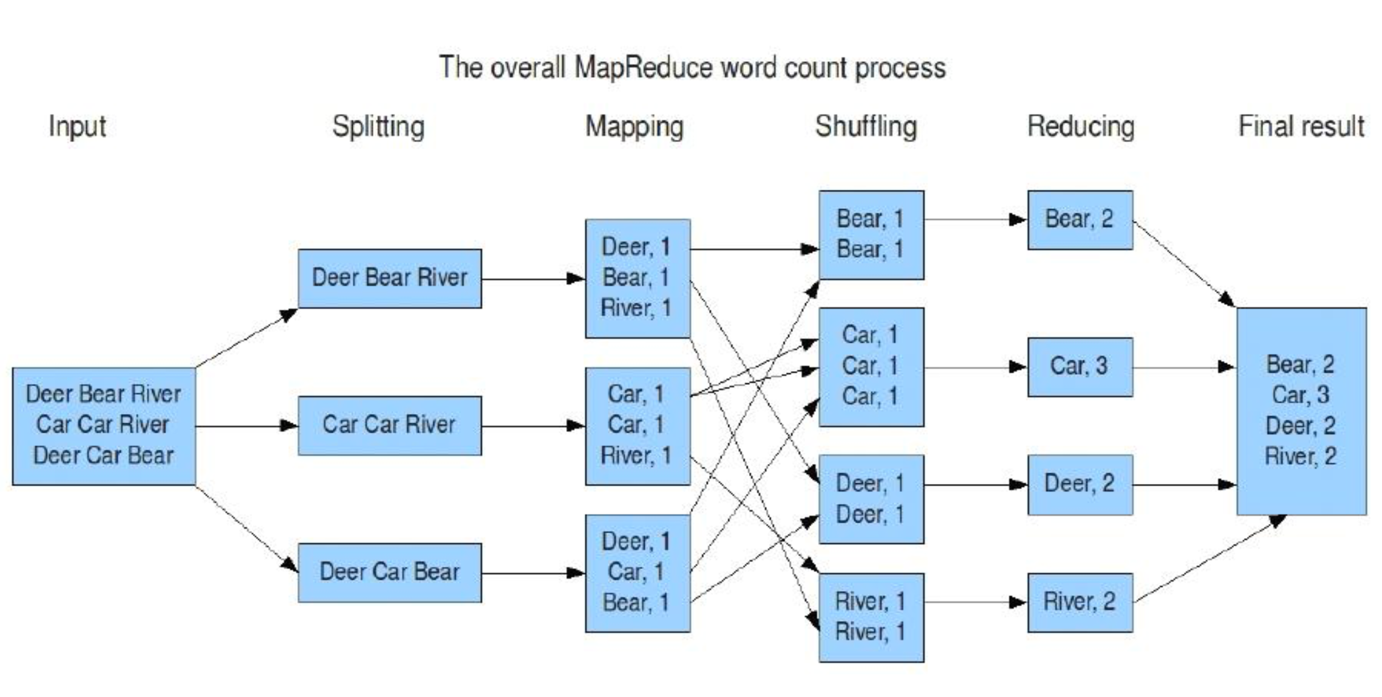 The overall MapReduce word count process
Input
Splitting
Mapping
Shuffling
Reducing
Final result
Deer Bear River
Car Car River
Deer Car Bear
Deer Bear River
Car Car River
Deer Car Bear
Deer, 1
Bear, 1
River, 1
Car, 1
Car, 1
River, 1
Deer, 1
Car, 1
Bear, 1
Bear, 1
Bear, 1
Car, 1
Car, 1
Car, 1
Deer, 1
Deer, 1
River, 1
River, 1
Bear, 2
Car, 3
Deer, 2
River, 2
Bear, 2
Car, 3
Deer, 2
River, 2